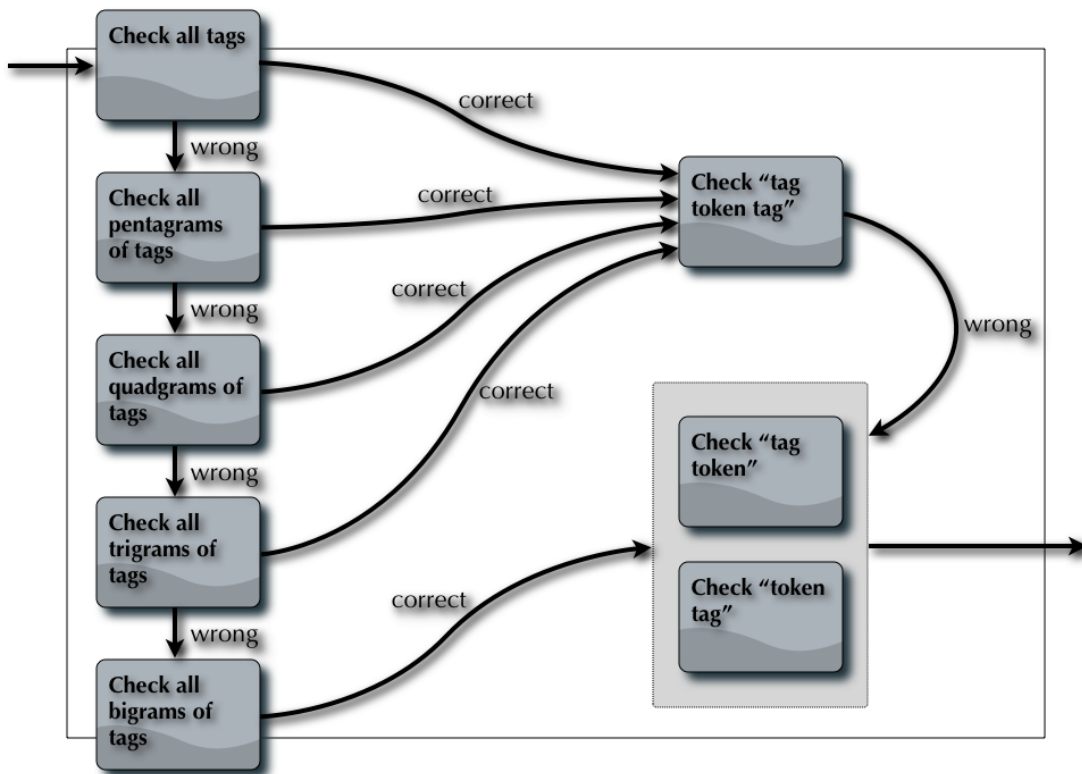 Check all tags
correct
wrong
Check all
pentagrams
of tags
correct
Check “tag
token tag”
wrong
correct
wrong
Check all
quadgrams of
tags
correct
wrong
Check “tag
token”
Check all
trigrams of
tags
correct
Check “token
tag”
wrong
Check all
bigrams of
tags